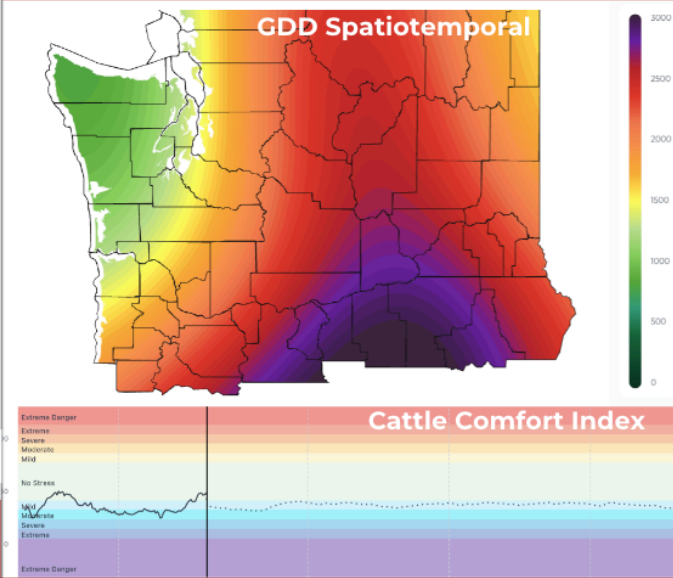 GDD Spatiotemporal
3000
2500
2000
1500
1000
500
0
Cattle Comfort Index
Extreme Danger
Extreme
Severe
Moderate
Mild
No Stress
Mild
Moderate
Severe
Extreme
Extreme Danger